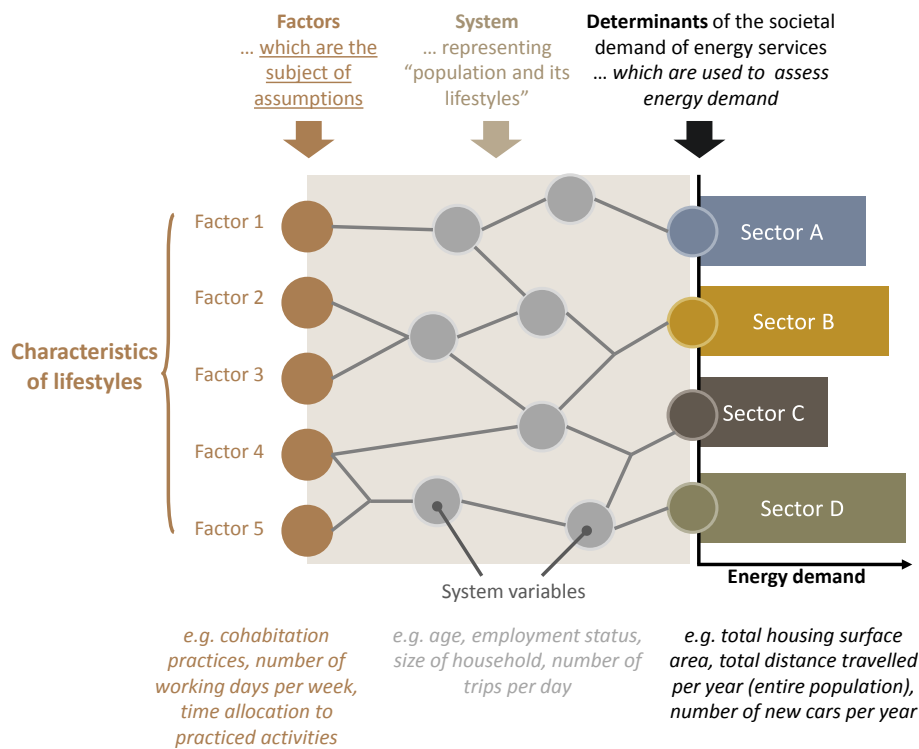 Factors
... which are the
subject of
assumptions
System
... representing
“population and its
lifestyles”
Determinants of the societal
demand of energy services
... which are used to assess
energy demand
Characteristics
of lifestyles
Factor 1
Factor 2
Factor 3
Factor 4
Factor 5
Sector A
Sector B
Sector C
Sector D
Energy demand
System variables
e.g. cohabitation
practices, number of
working days per week,
time allocation to
practiced activities
e.g. age, employment status,
size of household, number of
trips per day
e.g. total housing surface
area, total distance travelled
per year (entire population),
number of new cars per year